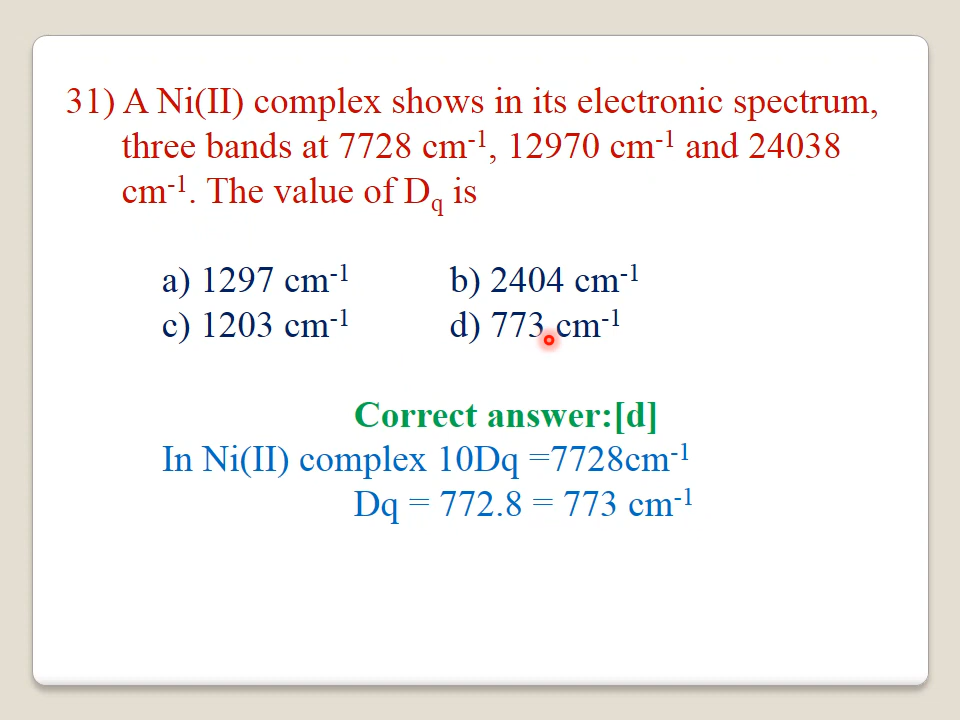 31) A Ni(II) complex shows in its electronic spectrum,
three bands at 7728 cm⁻¹, 12970 cm⁻¹ and 24038
cm⁻¹. The value of D_q is
a) 1297 cm⁻¹ b) 2404 cm⁻¹
c) 1203 cm⁻¹ d) 773 cm⁻¹
Correct answer:[d]
In Ni(II) complex 10Dq =7728cm⁻¹
Dq = 772.8 = 773 cm⁻¹